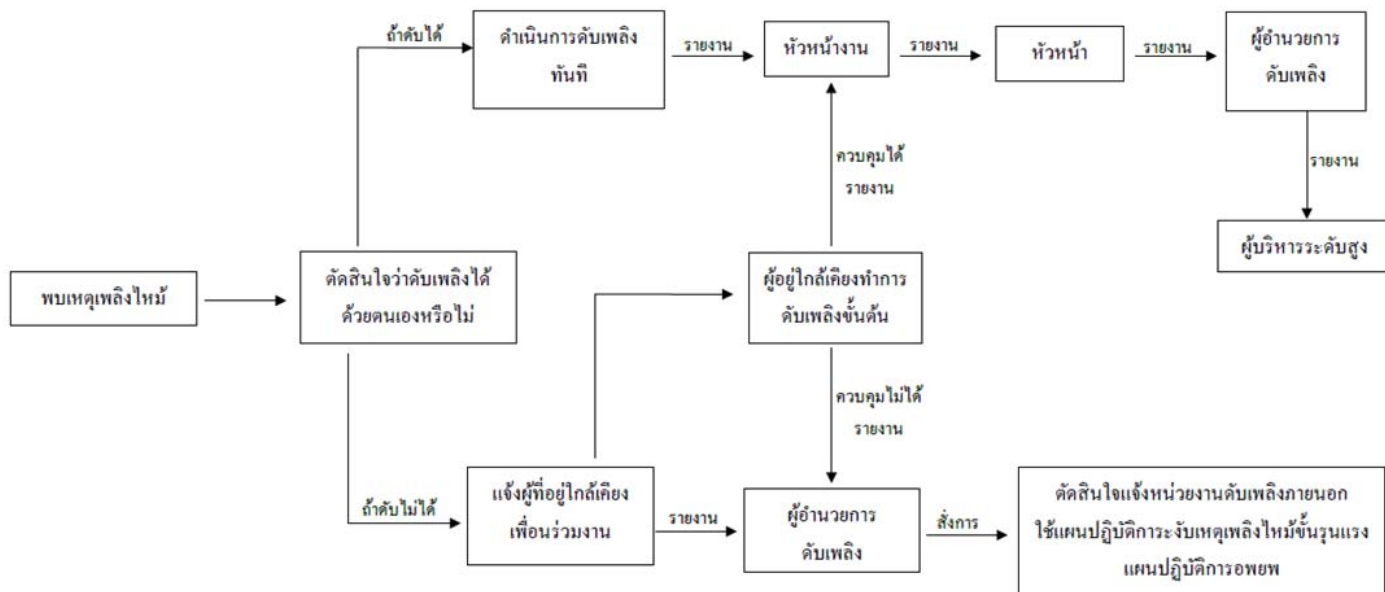 ถ้าดับได้
ดำเนินการดับเพลิง
ทันที
รายงาน
หัวหน้างาน
รายงาน
หัวหน้า
รายงาน
ผู้อำนวยการ
ดับเพลิง
ควบคุมได้
รายงาน
รายงาน
ผู้บริหารระดับสูง
พบเหตุเพลิงไหม้
ตัดสินใจว่าดับเพลิงได้
ด้วยตนเองหรือไม่
ผู้อยู่ใกล้เคียงทำการ
ดับเพลิงขั้นต้น
ควบคุมไม่ได้
รายงาน
ถ้าดับไม่ได้
แจ้งผู้ที่อยู่ใกล้เคียง
เพื่อนร่วมงาน
รายงาน
ผู้อำนวยการ
ดับเพลิง
สั่งการ
ตัดสินใจแจ้งหน่วยงานดับเพลิงภายนอก
ใช้แผนปฏิบัติการะงับเหตุเพลิงไหม้ขั้นรุนแรง
แผนปฏิบัติการอพยพ